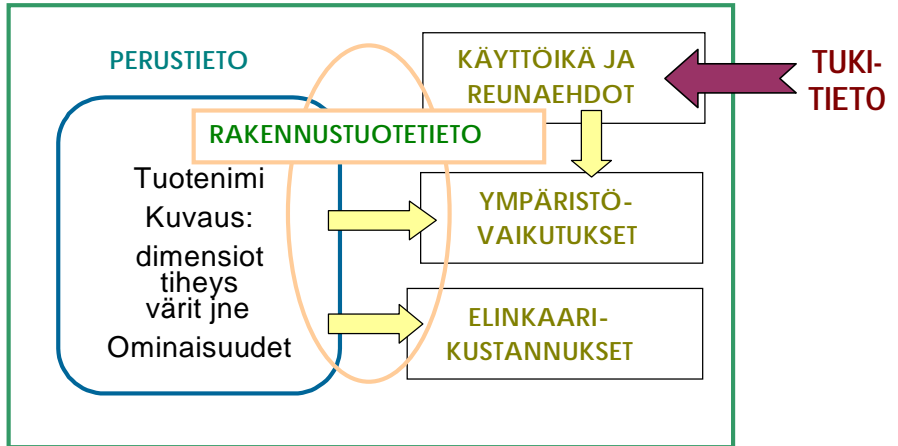 PERUSTIETO
RAKENNUSTUOTETIETO
Tuotenimi
Kuvaus:
dimensiot
tiheys
värit jne
Ominaisuudet
KÄYTTÖIKÄ JA
REUNAEHDOT
YMPÄRISTÖ-
VAIKUTUKSET
ELINKAARI-
KUSTANNUKSET
TUKI-
TIETO